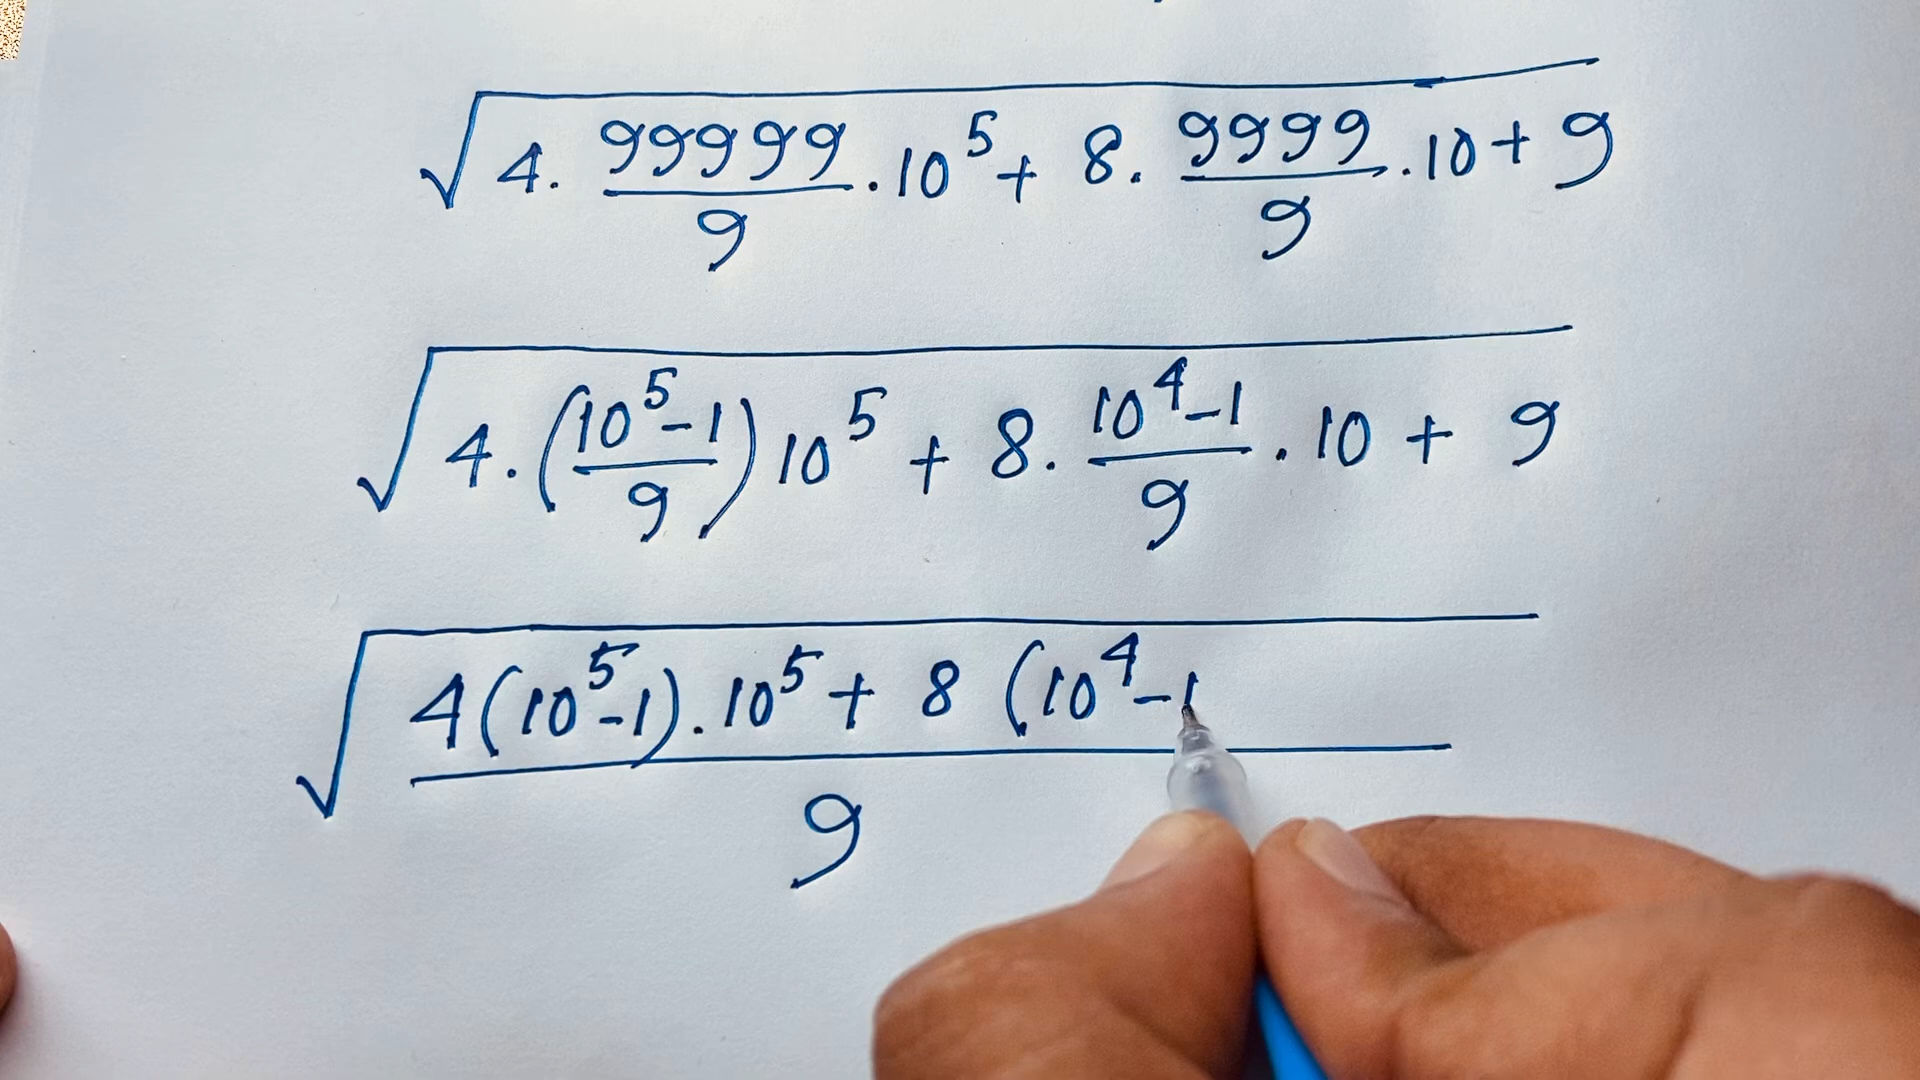 √(4. 99999/9 .10⁵ + 8. 9999/9 .10 + 9)
√(4.((10⁵-1)/9)10⁵ + 8. (10⁴-1)/9 . 10 + 9)
√((4(10⁵-1).10⁵ + 8 (10⁴-1)/9)